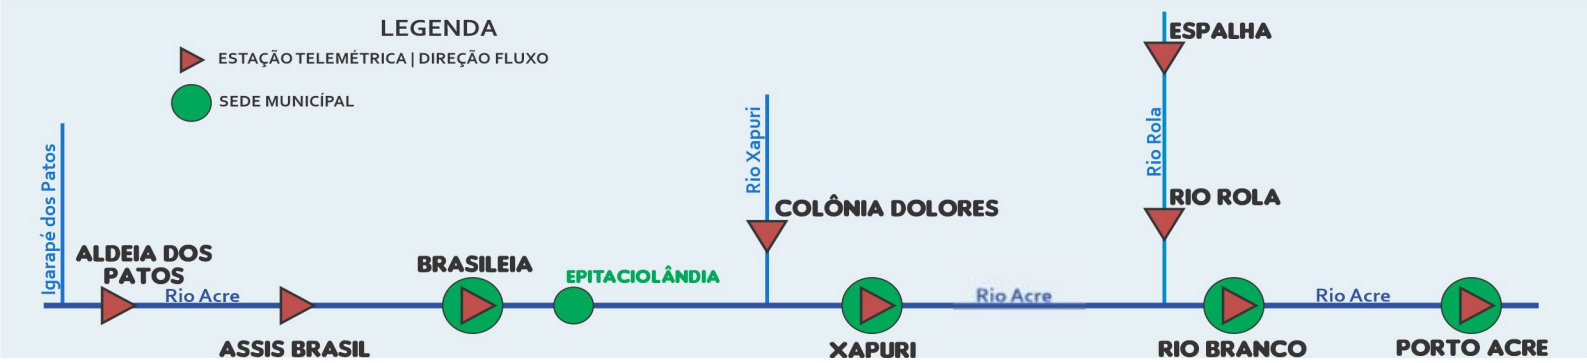 LEGENDA
ESTAÇÃO TELEMÉTRICA | DIREÇÃO FLUXO
SEDE MUNICÍPAL
Igarapé dos Patos
ALDEIA DOS
PATOS
Rio Acre
ASSIS BRASIL
BRASILEIA
EPITACIOLÂNDIA
Rio Xapuri
COLÔNIA DOLORES
XAPURI
Rio Acre
ESPALHA
Rio Rola
RIO ROLA
RIO BRANCO
Rio Acre
PORTO ACRE